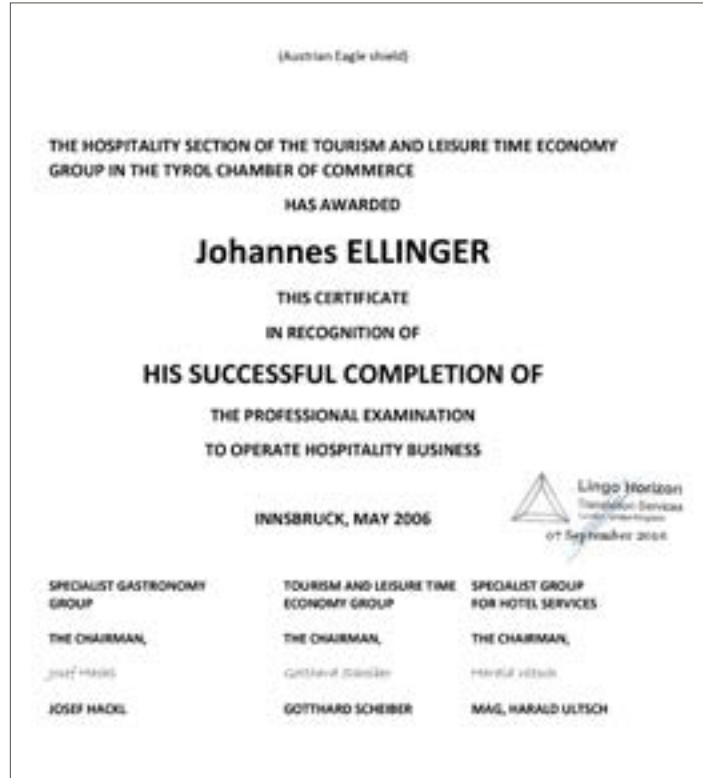 (Austrian Eagle shield)
THE HOSPITALITY SECTION OF THE TOURISM AND LEISURE TIME ECONOMY
GROUP IN THE TYROL CHAMBER OF COMMERCE
HAS AWARDED
Johannes ELLINGER
THIS CERTIFICATE
IN RECOGNITION OF
HIS SUCCESSFUL COMPLETION OF
THE PROFESSIONAL EXAMINATION
TO OPERATE HOSPITALITY BUSINESS
Lingo Horizon
Translation Services
INNSBRUCK, MAY 2006
07 September 2016
SPECIALIST GASTRONOMY
GROUP
TOURISM AND LEISURE TIME
ECONOMY GROUP
SPECIALIST GROUP
FOR HOTEL SERVICES
THE CHAIRMAN,
THE CHAIRMAN,
THE CHAIRMAN,
Josef Hackl
Gotthard Scheiber
Harald Ultsch
JOSEF HACKL
GOTTHARD SCHEIBER
MAG, HARALD ULTSCH